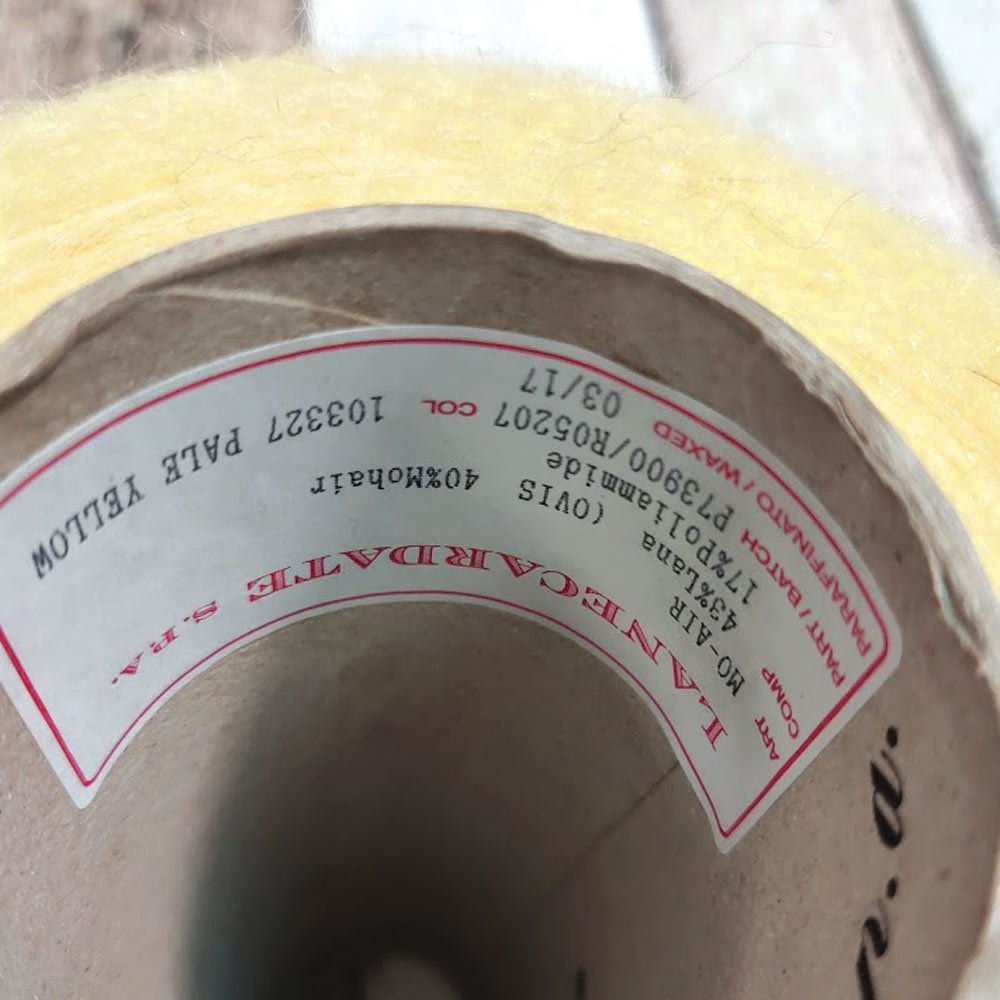 LANECARDATE S.P.A.
ART MO-AIR
COMP 43%Lana (OVIS 40%Mohair
17%Poliammide
PART/BATCH P73900/R05207 COL 103327 PALE YELLOW
PARAFFINATO/WAXED 03/17